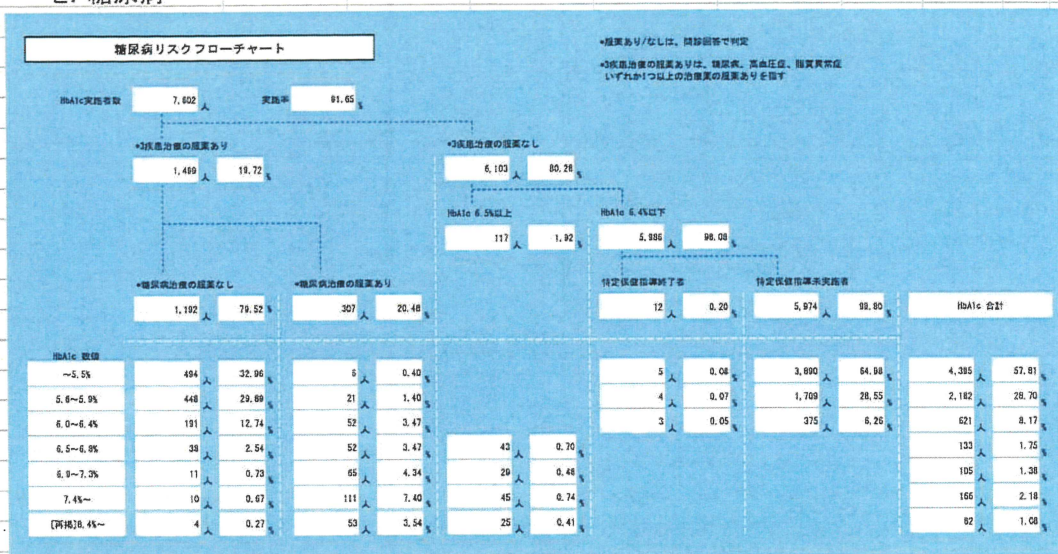 糖尿病リスクフローチャート
*服薬あり/なしは、問診回答で判定
*3疾患治療の服薬ありは、糖尿病、高血圧症、脂質異常症
いずれか1つ以上の治療薬の服薬ありを指す
HbA1c実施者数 7,602 人 実施率 91.65 %
*3疾患治療の服薬あり *3疾患治療の服薬なし
1,499 人 19.72 % 6,103 人 80.28 %
HbA1c 6.5%以上 HbA1c 6.4%以下
117 人 1.92 % 5,986 人 98.08 %
*糖尿病治療の服薬なし *糖尿病治療の服薬あり 特定保健指導終了者 特定保健指導未実施者
1,192 人 79.52 % 307 人 20.48 % 12 人 0.20 % 5,974 人 99.80 % HbA1c 合計
HbA1c 数値
～5.5% 494 人 32.96 % 6 人 0.40 % 5 人 0.08 % 3,890 人 64.98 % 4,395 人 57.81 %
5.6～5.9% 448 人 29.89 % 21 人 1.40 % 4 人 0.07 % 1,709 人 28.55 % 2,182 人 28.70 %
6.0～6.4% 191 人 12.74 % 52 人 3.47 % 3 人 0.05 % 375 人 6.26 % 621 人 8.17 %
6.5～6.8% 38 人 2.54 % 52 人 3.47 % 43 人 0.70 % 133 人 1.75 %
6.9～7.3% 11 人 0.73 % 65 人 4.34 % 29 人 0.48 % 105 人 1.38 %
7.4%～ 10 人 0.67 % 111 人 7.40 % 45 人 0.74 % 166 人 2.18 %
[再掲]8.4%～ 4 人 0.27 % 53 人 3.54 % 25 人 0.41 % 82 人 1.08 %